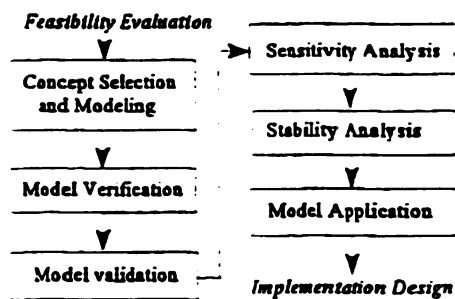 Feasibility Evaluation
Concept Selection
and Modeling
Model Verification
Model validation
Sensitivity Analysis
Stability Analysis
Model Application
Implementation Design